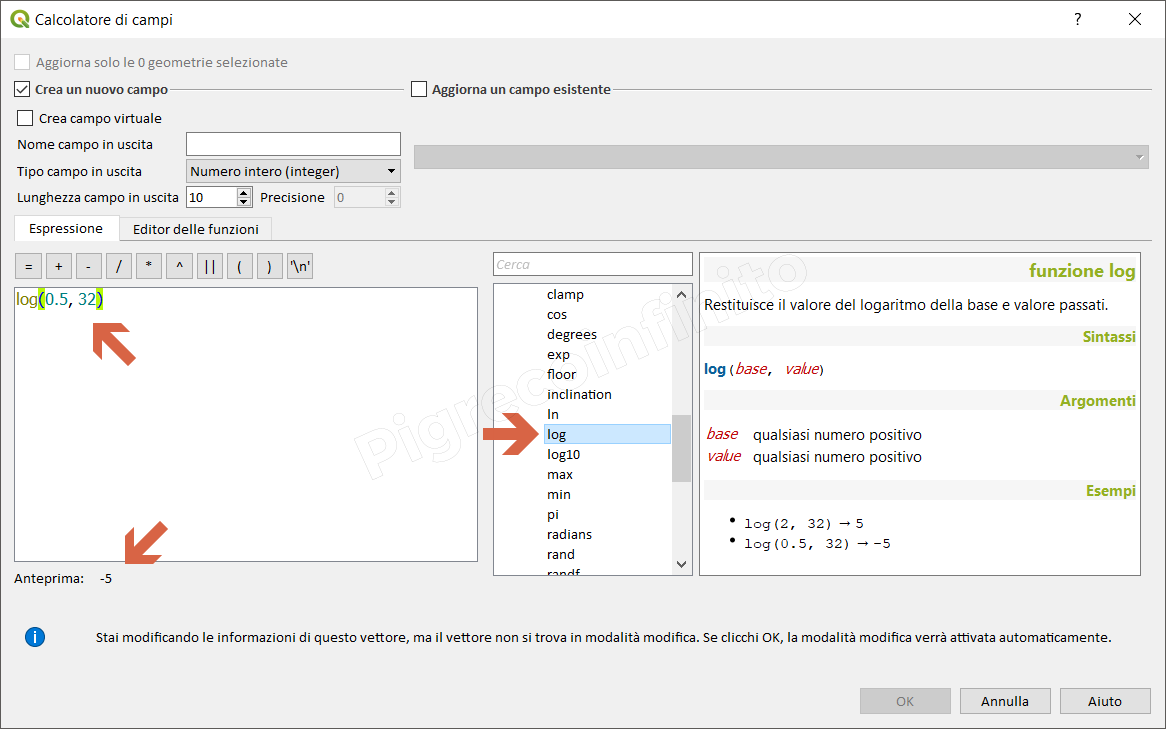 Calcolatore di campi
?
Aggiorna solo le 0 geometrie selezionate
Crea un nuovo campo
Aggiorna un campo esistente
Crea campo virtuale
Nome campo in uscita
Tipo campo in uscita Numero intero (integer)
Lunghezza campo in uscita 10 Precisione 0
Espressione Editor delle funzioni
= + - / * ^ || ( ) '\n'
log(0.5, 32)
Anteprima: -5
Cerca
clamp
cos
degrees
exp
floor
inclination
ln
log
log10
max
min
pi
radians
rand
randf
funzione log
Restituisce il valore del logaritmo della base e valore passati.
Sintassi
log(base, value)
Argomenti
base qualsiasi numero positivo
value qualsiasi numero positivo
Esempi
• log(2, 32) → 5
• log(0.5, 32) → -5
Pigrecoinfinito
i
Stai modificando le informazioni di questo vettore, ma il vettore non si trova in modalità modifica. Se clicchi OK, la modalità modifica verrà attivata automaticamente.
OK Annulla Aiuto